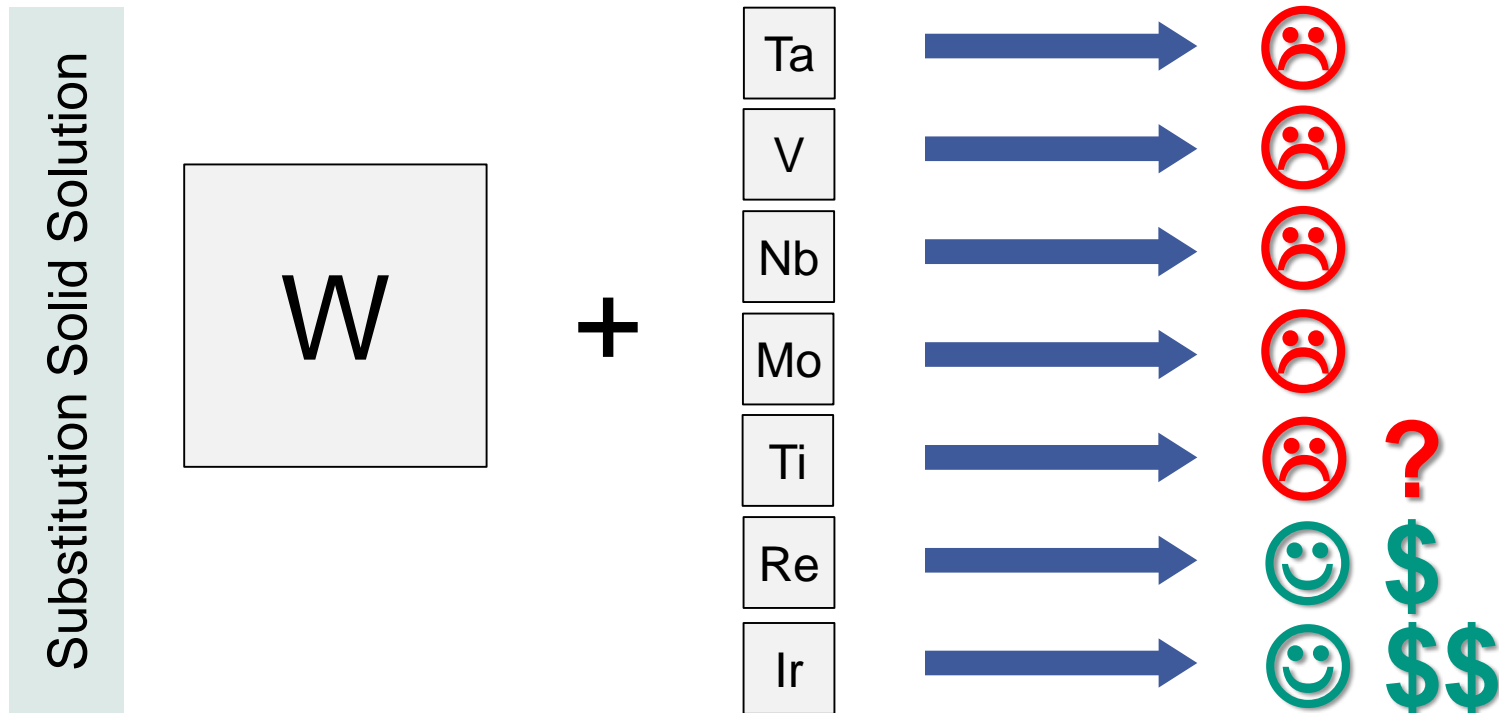 Substitution Solid Solution
W
+
Ta
V
Nb
Mo
Ti
?
Re
$
Ir
$$